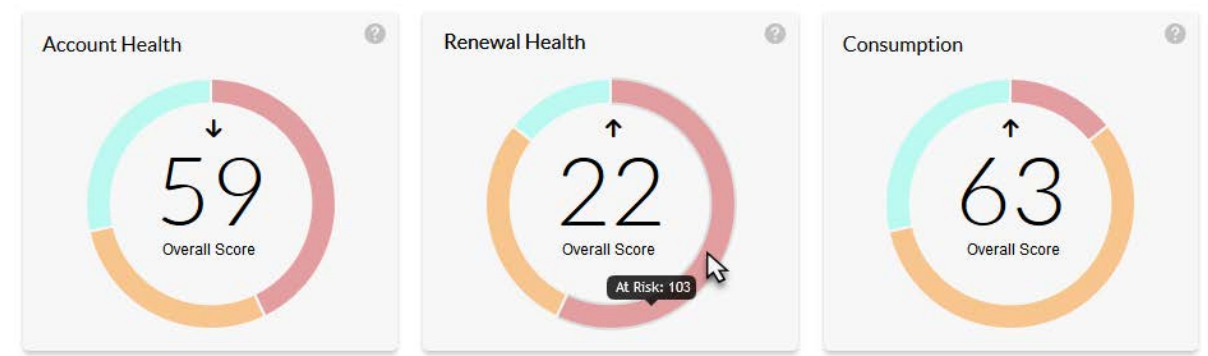 Account Health
?
59
Overall Score
Renewal Health
?
22
Overall Score
At Risk: 103
Consumption
?
63
Overall Score